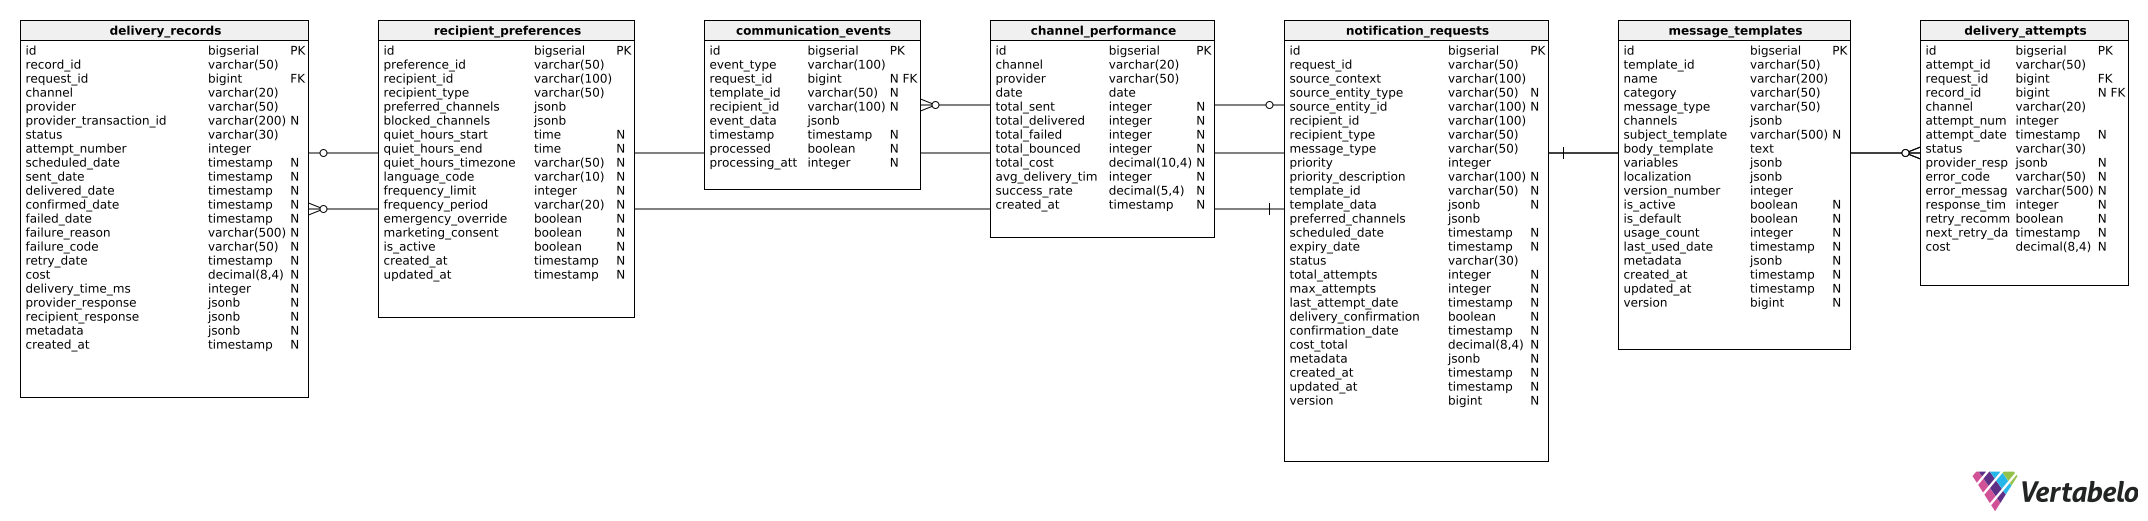 delivery_records
id bigserial PK
record_id varchar(50)
request_id bigint FK
channel varchar(20)
provider varchar(50)
provider_transaction_id varchar(200) N
status varchar(30)
attempt_number integer
scheduled_date timestamp N
sent_date timestamp N
delivered_date timestamp N
confirmed_date timestamp N
failed_date timestamp N
failure_reason varchar(500) N
failure_code varchar(50) N
retry_date timestamp N
cost decimal(8,4) N
delivery_time_ms integer N
provider_response jsonb N
recipient_response jsonb N
metadata jsonb N
created_at timestamp N
recipient_preferences
id bigserial PK
preference_id varchar(50)
recipient_id varchar(100)
recipient_type varchar(50)
preferred_channels jsonb
blocked_channels jsonb
quiet_hours_start time N
quiet_hours_end time N
quiet_hours_timezone varchar(50) N
language_code varchar(10) N
frequency_limit integer N
frequency_period varchar(20) N
emergency_override boolean N
marketing_consent boolean N
is_active boolean N
created_at timestamp N
updated_at timestamp N
communication_events
id bigserial PK
event_type varchar(100)
request_id bigint N FK
template_id varchar(50) N
recipient_id varchar(100) N
event_data jsonb
timestamp timestamp N
processed boolean N
processing_att integer N
channel_performance
id bigserial PK
channel varchar(20)
provider varchar(50)
date date
total_sent integer N
total_delivered integer N
total_failed integer N
total_bounced integer N
total_cost decimal(10,4) N
avg_delivery_tim integer N
success_rate decimal(5,4) N
created_at timestamp N
notification_requests
id bigserial PK
request_id varchar(50)
source_context varchar(100)
source_entity_type varchar(50) N
source_entity_id varchar(100) N
recipient_id varchar(100)
recipient_type varchar(50)
message_type varchar(50)
priority integer
priority_description varchar(100) N
template_id varchar(50) N
template_data jsonb N
preferred_channels jsonb
scheduled_date timestamp N
expiry_date timestamp N
status varchar(30)
total_attempts integer N
max_attempts integer N
last_attempt_date timestamp N
delivery_confirmation boolean N
confirmation_date timestamp N
cost_total decimal(8,4) N
metadata jsonb N
created_at timestamp N
updated_at timestamp N
version bigint N
message_templates
id bigserial PK
template_id varchar(50)
name varchar(200)
category varchar(50)
message_type varchar(50)
channels jsonb
subject_template varchar(500) N
body_template text
variables jsonb
localization jsonb
version_number integer
is_active boolean N
is_default boolean N
usage_count integer N
last_used_date timestamp N
metadata jsonb N
created_at timestamp N
updated_at timestamp N
version bigint N
delivery_attempts
id bigserial PK
attempt_id varchar(50)
request_id bigint FK
record_id bigint N FK
channel varchar(20)
attempt_num integer
attempt_date timestamp N
status varchar(30)
provider_resp jsonb N
error_code varchar(50) N
error_messag varchar(500) N
response_tim integer N
retry_recomm boolean N
next_retry_da timestamp N
cost decimal(8,4) N
Vertabelo